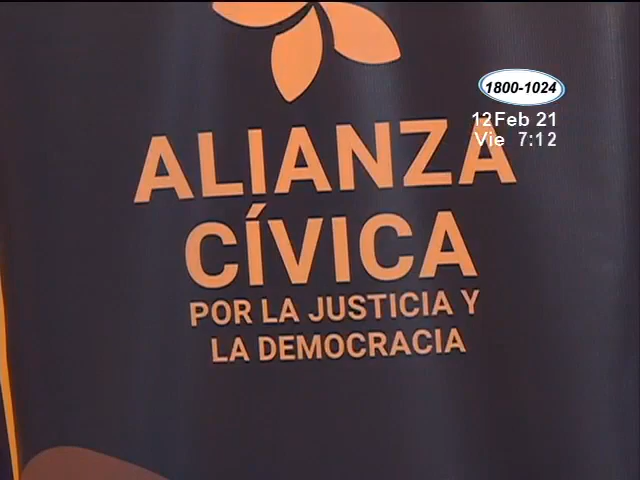 1800-1024
12Feb 21
Vie 7:12
ALIANZA
CÍVICA
POR LA JUSTICIA Y
LA DEMOCRACIA